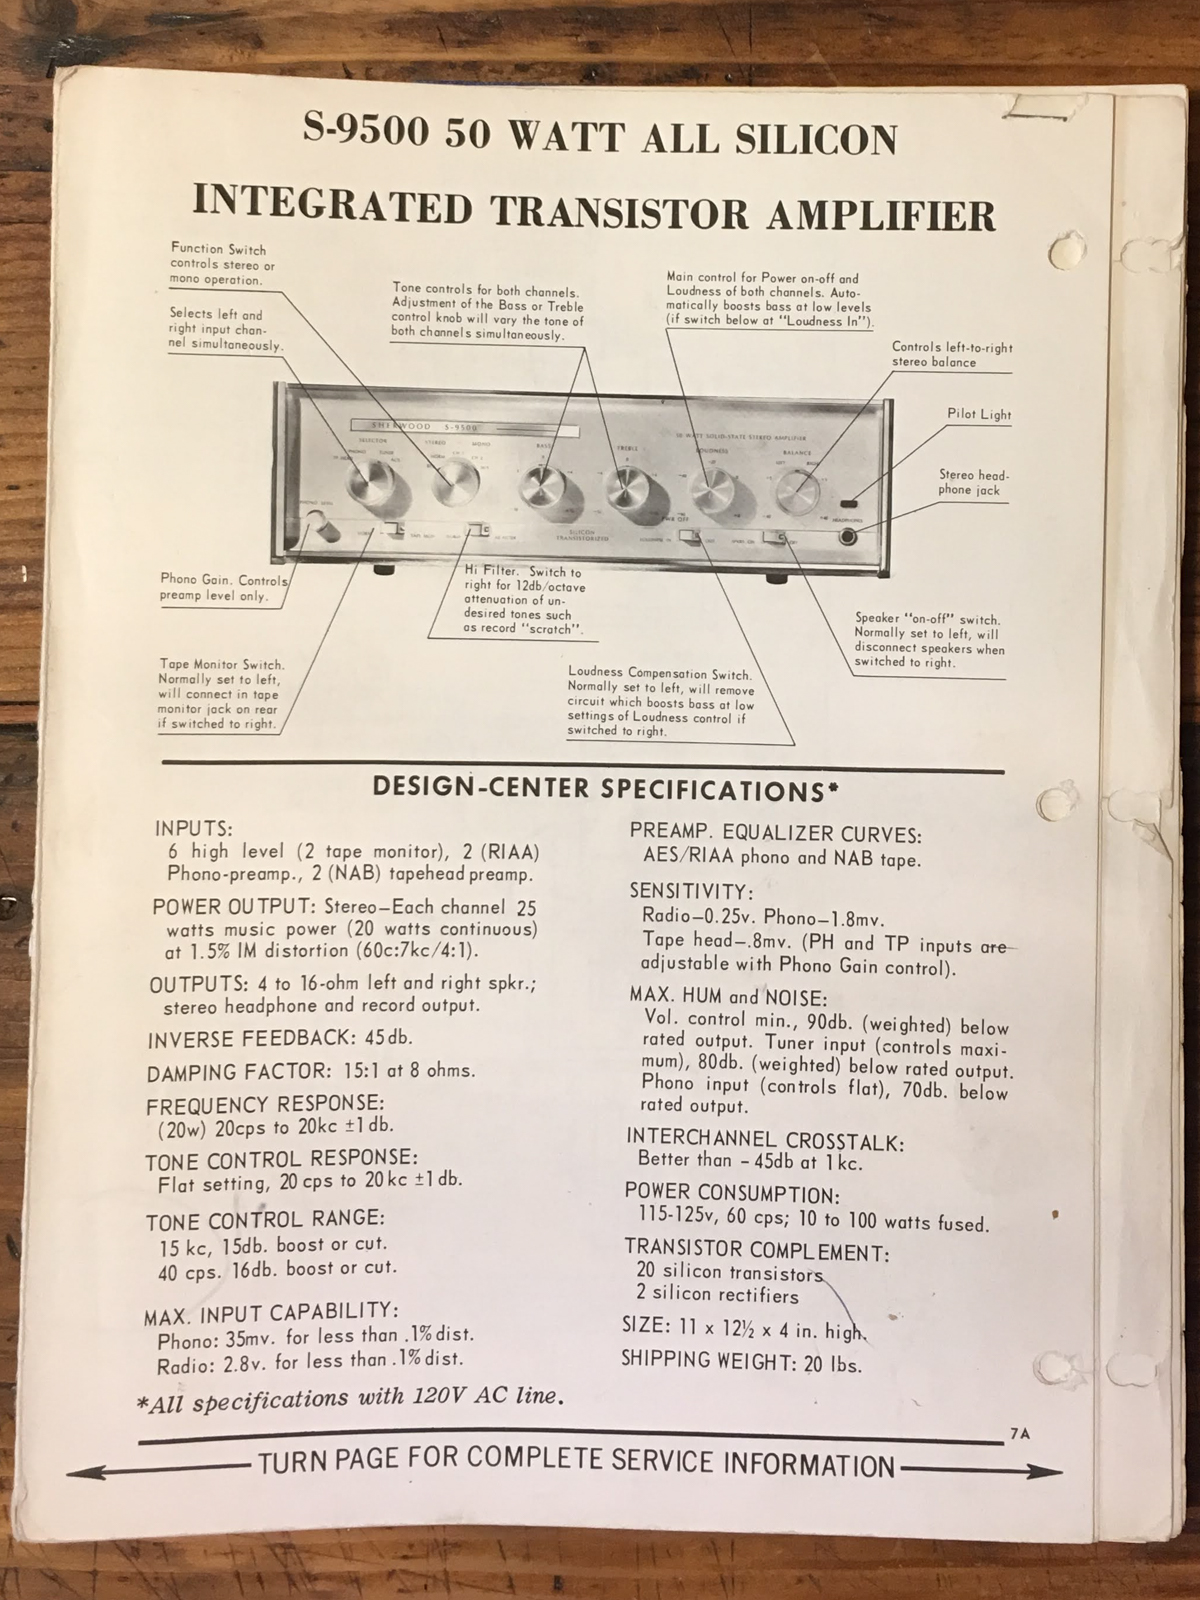 S-9500 50 WATT ALL SILICON
INTEGRATED TRANSISTOR AMPLIFIER
Function Switch
controls stereo or
mono operation.
Selects left and
right input chan-
nel simultaneously.
Tone controls for both channels.
Adjustment of the Bass or Treble
control knob will vary the tone of
both channels simultaneously.
Main control for Power on-off and
Loudness of both channels. Auto-
matically boosts bass at low levels
(if switch below at "Loudness In").
Controls left-to-right
stereo balance
Pilot Light
Stereo head-
phone jack
SHERWOOD S-9500
50 WATT SOLID-STATE STEREO AMPLIFIER
SELECTOR
STEREO
MONO
BASS
TREBLE
LOUDNESS
BALANCE
SILICON
TRANSISTORIZED
HEADPHONES
Phono Gain. Controls
preamp level only.
Hi Filter. Switch to
right for 12db/octave
attenuation of un-
desired tones such
as record "scratch".
Tape Monitor Switch.
Normally set to left,
will connect in tape
monitor jack on rear
if switched to right.
Loudness Compensation Switch.
Normally set to left, will remove
circuit which boosts bass at low
settings of Loudness control if
switched to right.
Speaker "on-off" switch.
Normally set to left, will
disconnect speakers when
switched to right.
DESIGN-CENTER SPECIFICATIONS*
INPUTS:
6 high level (2 tape monitor), 2 (RIAA)
Phono-preamp., 2 (NAB) tapehead preamp.
POWER OUTPUT: Stereo—Each channel 25
watts music power (20 watts continuous)
at 1.5% IM distortion (60c:7kc/4:1).
OUTPUTS: 4 to 16-ohm left and right spkr.;
stereo headphone and record output.
INVERSE FEEDBACK: 45db.
DAMPING FACTOR: 15:1 at 8 ohms.
FREQUENCY RESPONSE:
(20w) 20cps to 20kc ±1db.
TONE CONTROL RESPONSE:
Flat setting, 20 cps to 20 kc ±1 db.
TONE CONTROL RANGE:
15 kc, 15db. boost or cut.
40 cps. 16db. boost or cut.
MAX. INPUT CAPABILITY:
Phono: 35mv. for less than .1% dist.
Radio: 2.8v. for less than .1% dist.
*All specifications with 120V AC line.
PREAMP. EQUALIZER CURVES:
AES/RIAA phono and NAB tape.
SENSITIVITY:
Radio—0.25v. Phono—1.8mv.
Tape head—.8mv. (PH and TP inputs are
adjustable with Phono Gain control).
MAX. HUM and NOISE:
Vol. control min., 90db. (weighted) below
rated output. Tuner input (controls maxi-
mum), 80db. (weighted) below rated output.
Phono input (controls flat), 70db. below
rated output.
INTERCHANNEL CROSSTALK:
Better than - 45db at 1 kc.
POWER CONSUMPTION:
115-125v, 60 cps; 10 to 100 watts fused.
TRANSISTOR COMPLEMENT:
20 silicon transistors
2 silicon rectifiers
SIZE: 11 x 12½ x 4 in. high.
SHIPPING WEIGHT: 20 lbs.
7A
TURN PAGE FOR COMPLETE SERVICE INFORMATION